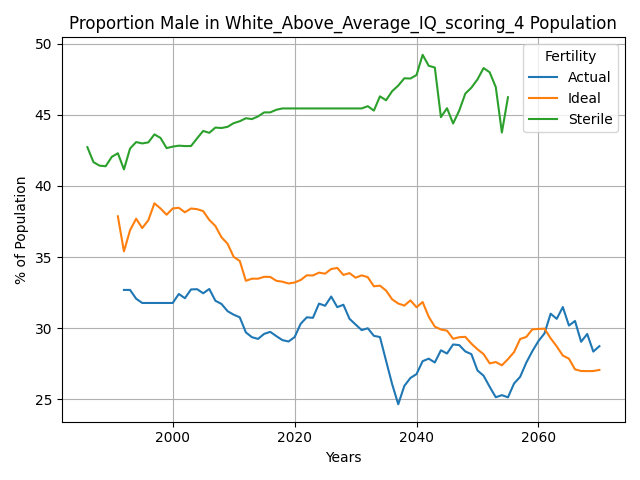 Proportion Male in White_Above_Average_IQ_scoring_4 Population
% of Population
50
45
40
35
30
25
2000
2020
2040
2060
Years
Fertility
Actual
Ideal
Sterile